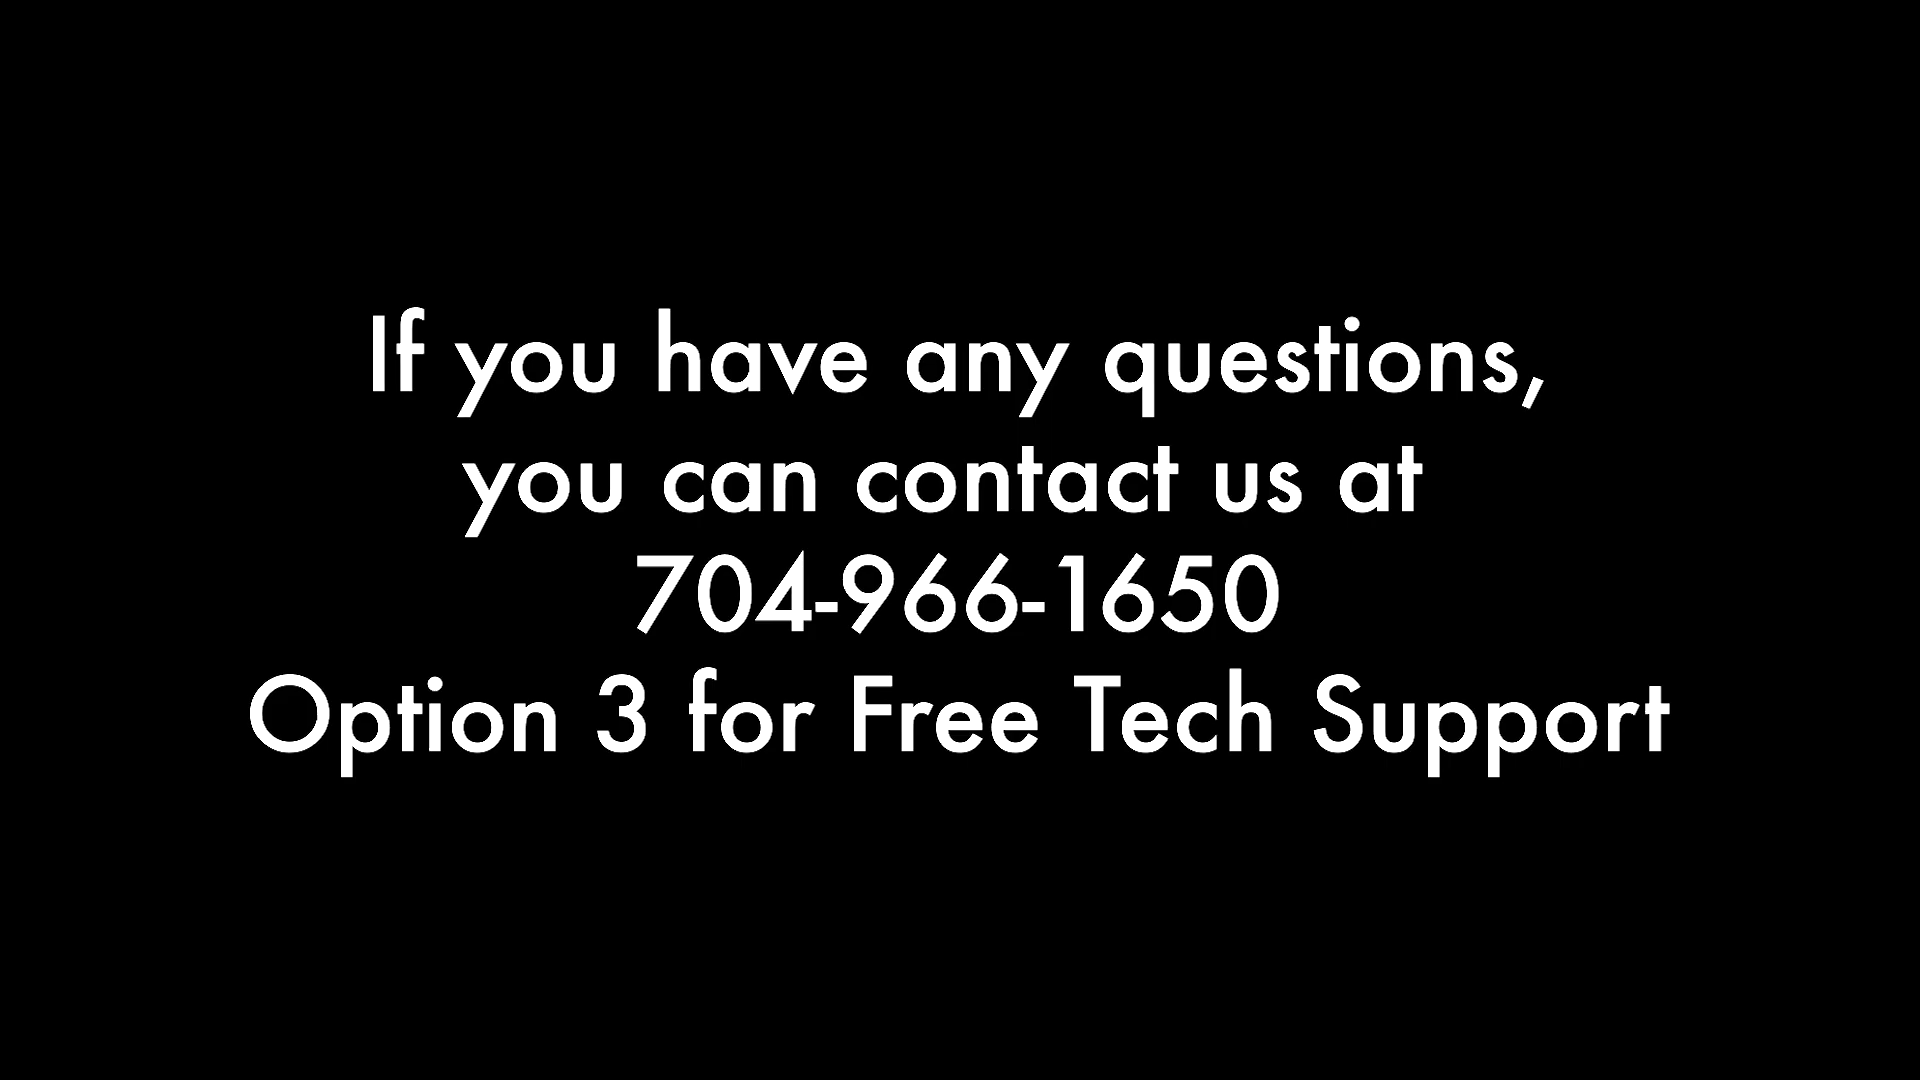 If you have any questions,
you can contact us at
704-966-1650
Option 3 for Free Tech Support